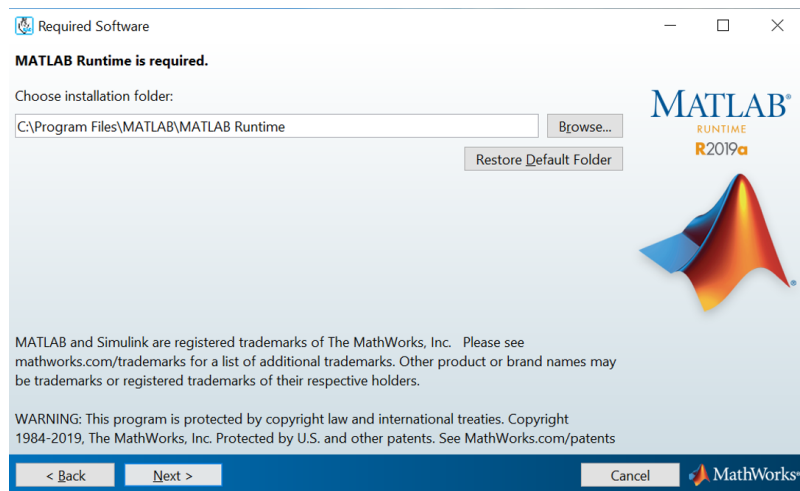 Required Software
MATLAB Runtime is required.
Choose installation folder:
C:\Program Files\MATLAB\MATLAB Runtime
Browse...
Restore Default Folder
MATLAB®
RUNTIME
R2019a
MATLAB and Simulink are registered trademarks of The MathWorks, Inc.   Please see
mathworks.com/trademarks for a list of additional trademarks. Other product or brand names may
be trademarks or registered trademarks of their respective holders.
WARNING: This program is protected by copyright law and international treaties. Copyright
1984-2019, The MathWorks, Inc. Protected by U.S. and other patents. See MathWorks.com/patents
< Back
Next >
Cancel
MathWorks®